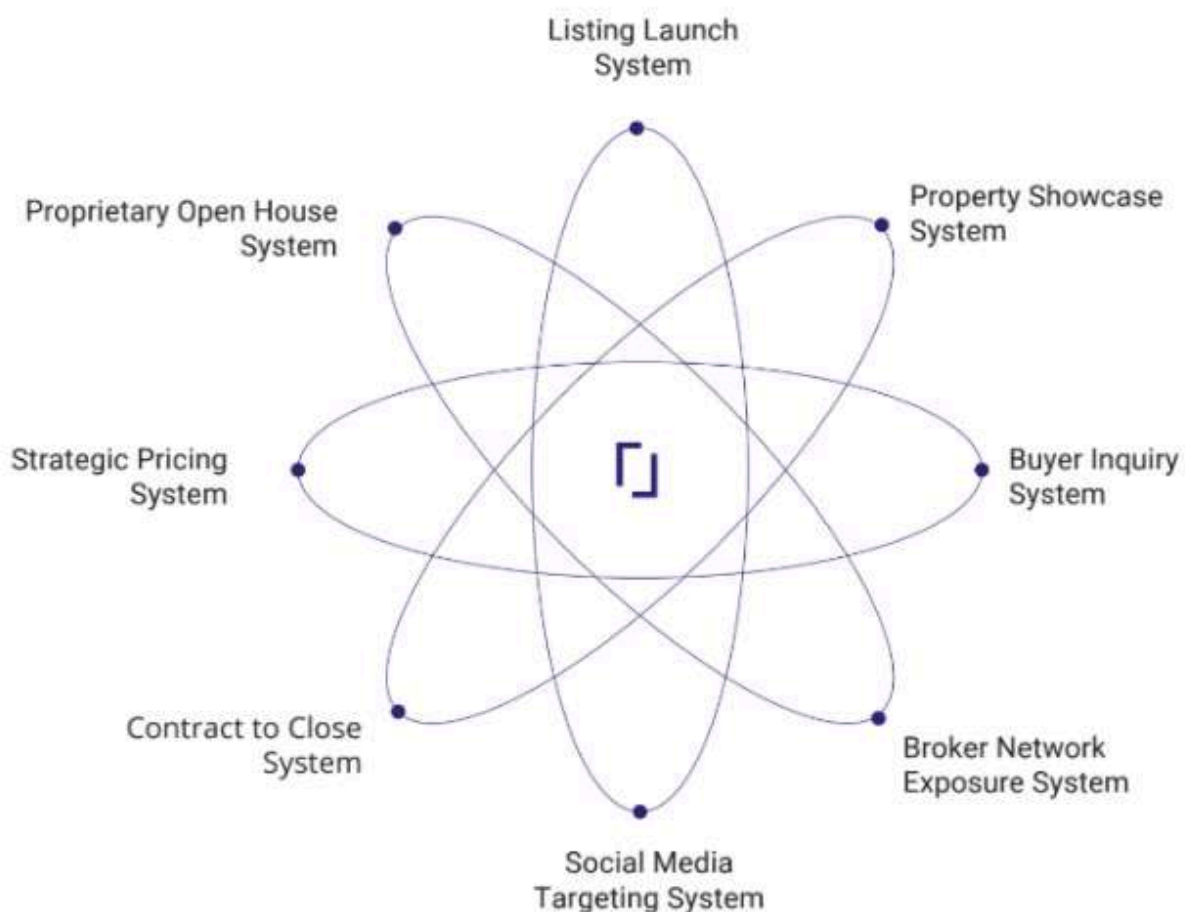 Listing Launch
System
Proprietary Open House
System
Property Showcase
System
Strategic Pricing
System
Buyer Inquiry
System
Contract to Close
System
Broker Network
Exposure System
Social Media
Targeting System